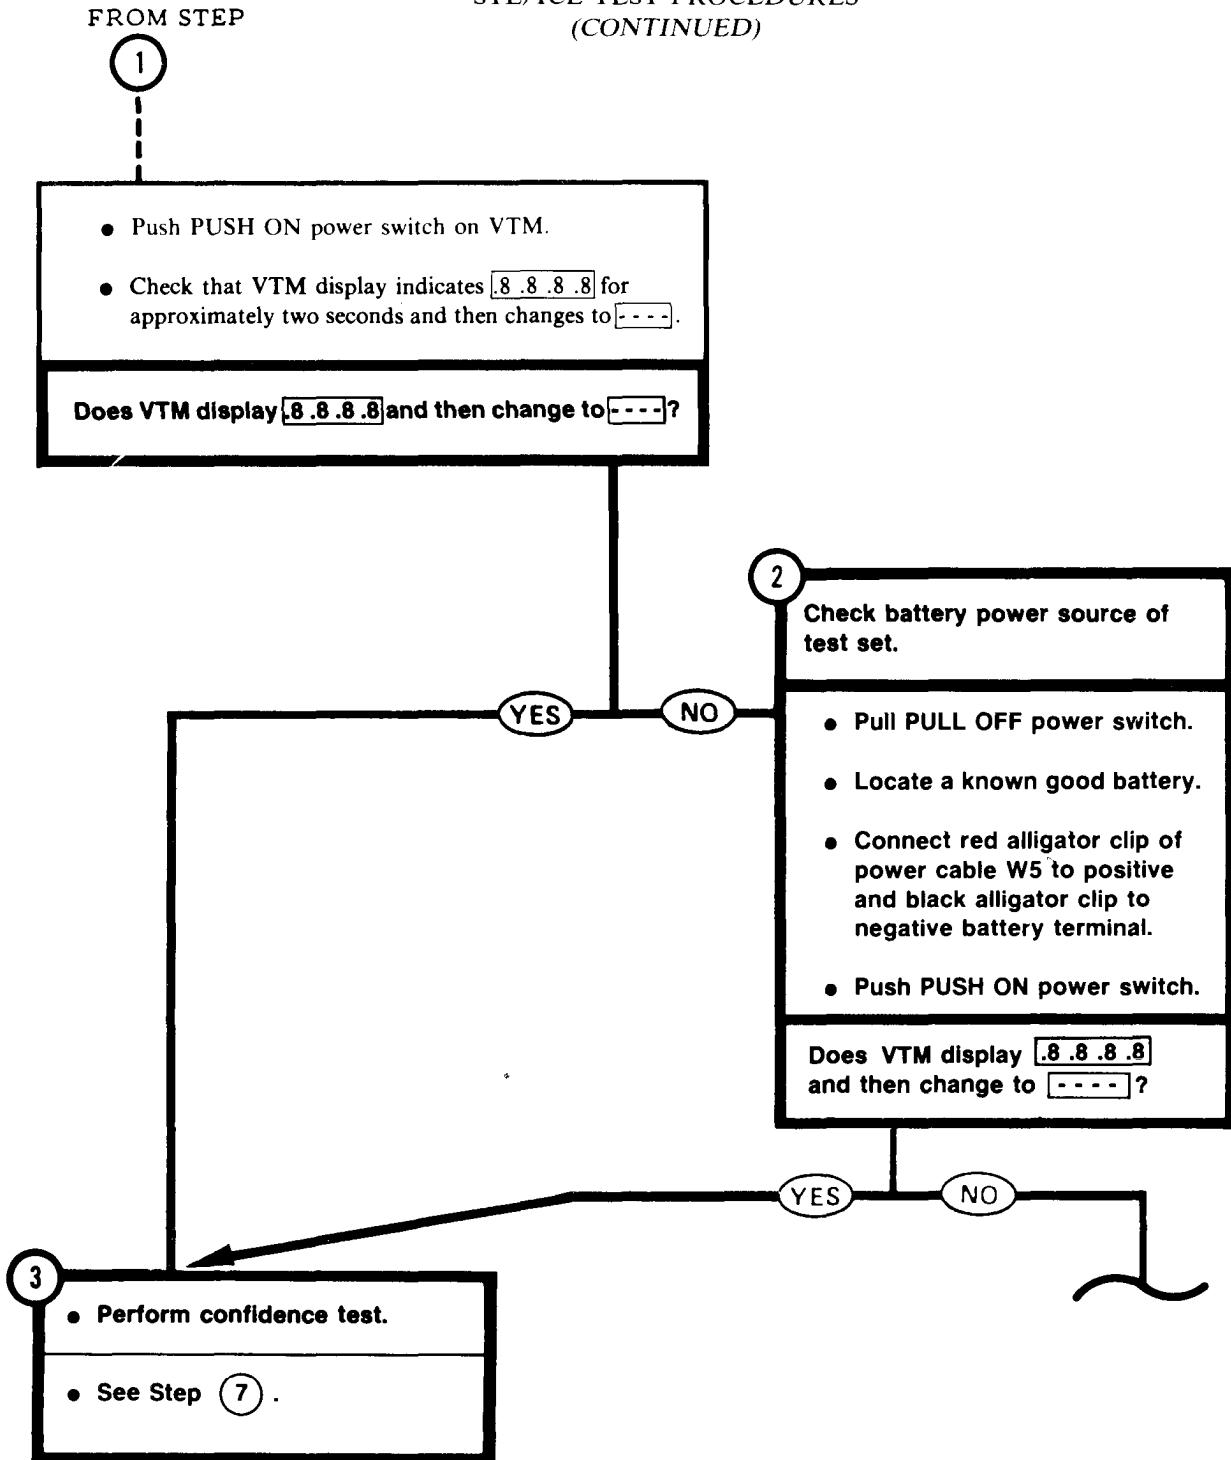 STE/ICE TEST PROCEDURES
(CONTINUED)
FROM STEP
1
● Push PUSH ON power switch on VTM.
● Check that VTM display indicates .8 .8 .8 .8 for
approximately two seconds and then changes to - - - - .
Does VTM display .8 .8 .8 .8 and then change to - - - - ?
YES
NO
2
Check battery power source of
test set.
● Pull PULL OFF power switch.
● Locate a known good battery.
● Connect red alligator clip of
power cable W5 to positive
and black alligator clip to
negative battery terminal.
● Push PUSH ON power switch.
Does VTM display .8 .8 .8 .8
and then change to - - - - ?
YES
NO
3
● Perform confidence test.
● See Step 7 .